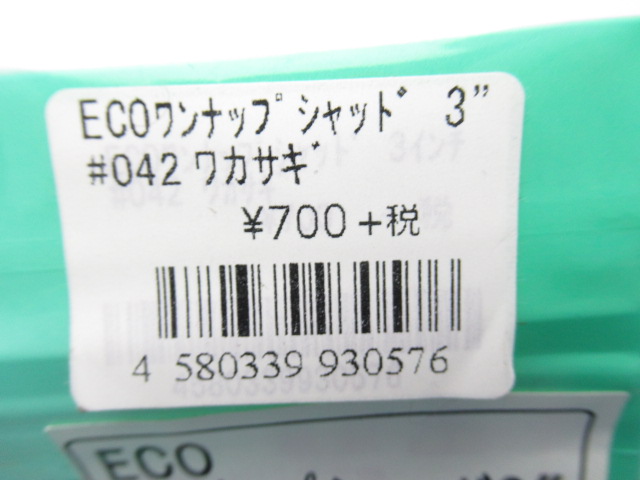 ECOﾜﾝﾅｯﾌﾟｼｬｯﾄﾞ 3”
#042 ﾜｶｻｷﾞ
¥700 +税
4 580339 930576
ECO